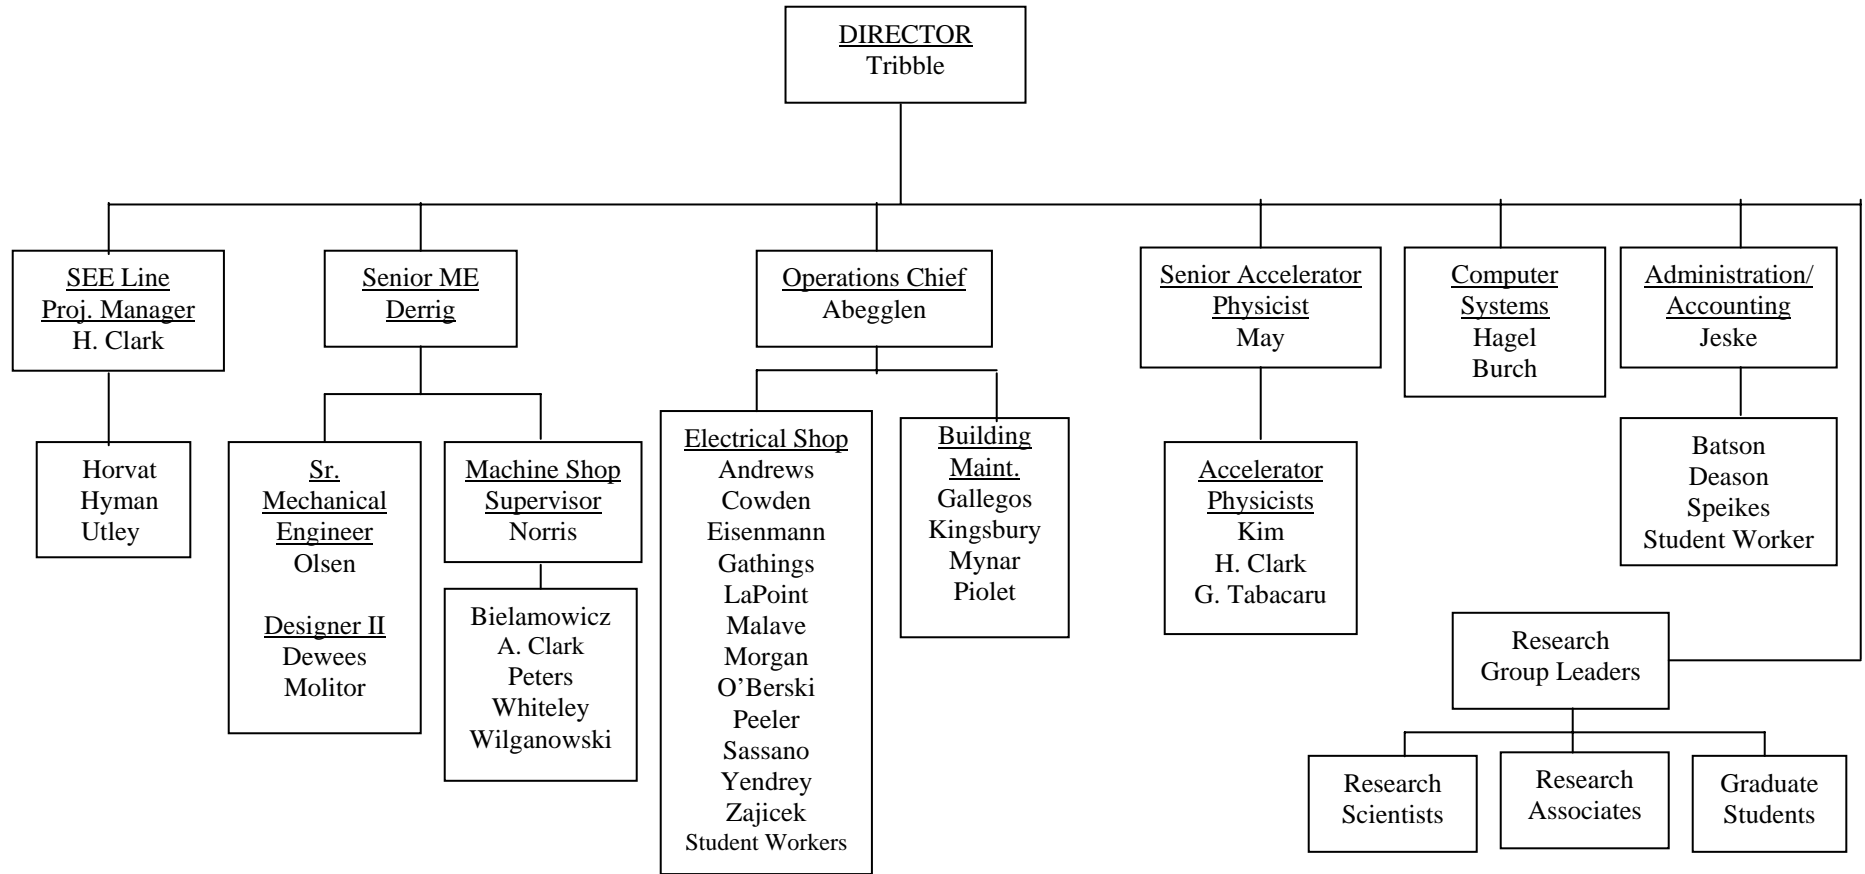 DIRECTOR
Tribble
SEE Line
Proj. Manager
H. Clark
Senior ME
Derrig
Operations Chief
Abegglen
Senior Accelerator
Physicist
May
Computer
Systems
Hagel
Burch
Administration/
Accounting
Jeske
Horvat
Hyman
Utley
Sr.
Mechanical
Engineer
Olsen
Designer II
Dewees
Molitor
Machine Shop
Supervisor
Norris
Bielamowicz
A. Clark
Peters
Whiteley
Wilganowski
Electrical Shop
Andrews
Cowden
Eisenmann
Gathings
LaPoint
Malave
Morgan
O’Berski
Peeler
Sassano
Yendrey
Zajicek
Student Workers
Building
Maint.
Gallegos
Kingsbury
Mynar
Piolet
Accelerator
Physicists
Kim
H. Clark
G. Tabacaru
Batson
Deason
Speikes
Student Worker
Research
Group Leaders
Research
Scientists
Research
Associates
Graduate
Students